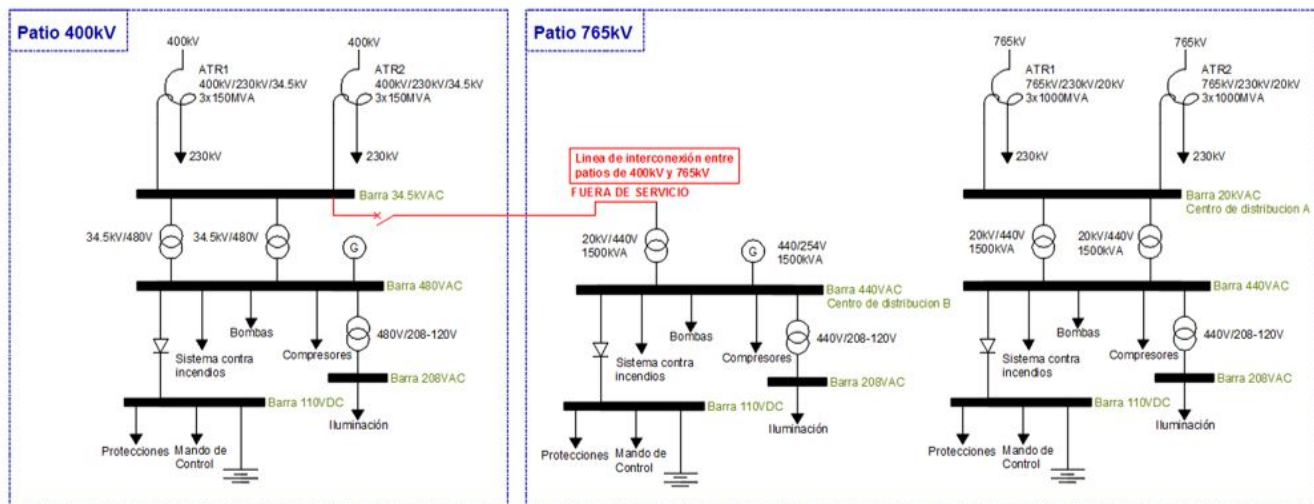 Patio 400kV
400kV
400kV
ATR1
400kV/230kV/34.5kV
3x150MVA
ATR2
400kV/230kV/34.5kV
3x150MVA
230kV
230kV
Barra 34.5kVAC
34.5kV/480V
34.5kV/480V
G
Barra 480VAC
Bombas
480V/208-120V
Sistema contra
incendios
Compresores
Barra 208VAC
Barra 110VDC
Iluminación
Protecciones
Mando de
Control
Patio 765kV
Linea de interconexión entre
patios de 400kV y 765kV
FUERA DE SERVICIO
20kV/440V
1500kVA
G
440/254V
1500kVA
Barra 440VAC
Centro de distribucion B
Bombas
440V/208-120V
Sistema contra
incendios
Compresores
Barra 208VAC
Barra 110VDC
Iluminación
Protecciones
Mando de
Control
765kV
765kV
ATR1
765kV/230kV/20kV
3x1000MVA
ATR2
765kV/230kV/20kV
3x1000MVA
230kV
230kV
Barra 20kVAC
Centro de distribucion A
20kV/440V
1500kVA
20kV/440V
1500kVA
Barra 440VAC
Bombas
440V/208-120V
Sistema contra
incendios
Compresores
Barra 208VAC
Barra 110VDC
Iluminación
Protecciones
Mando de
Control